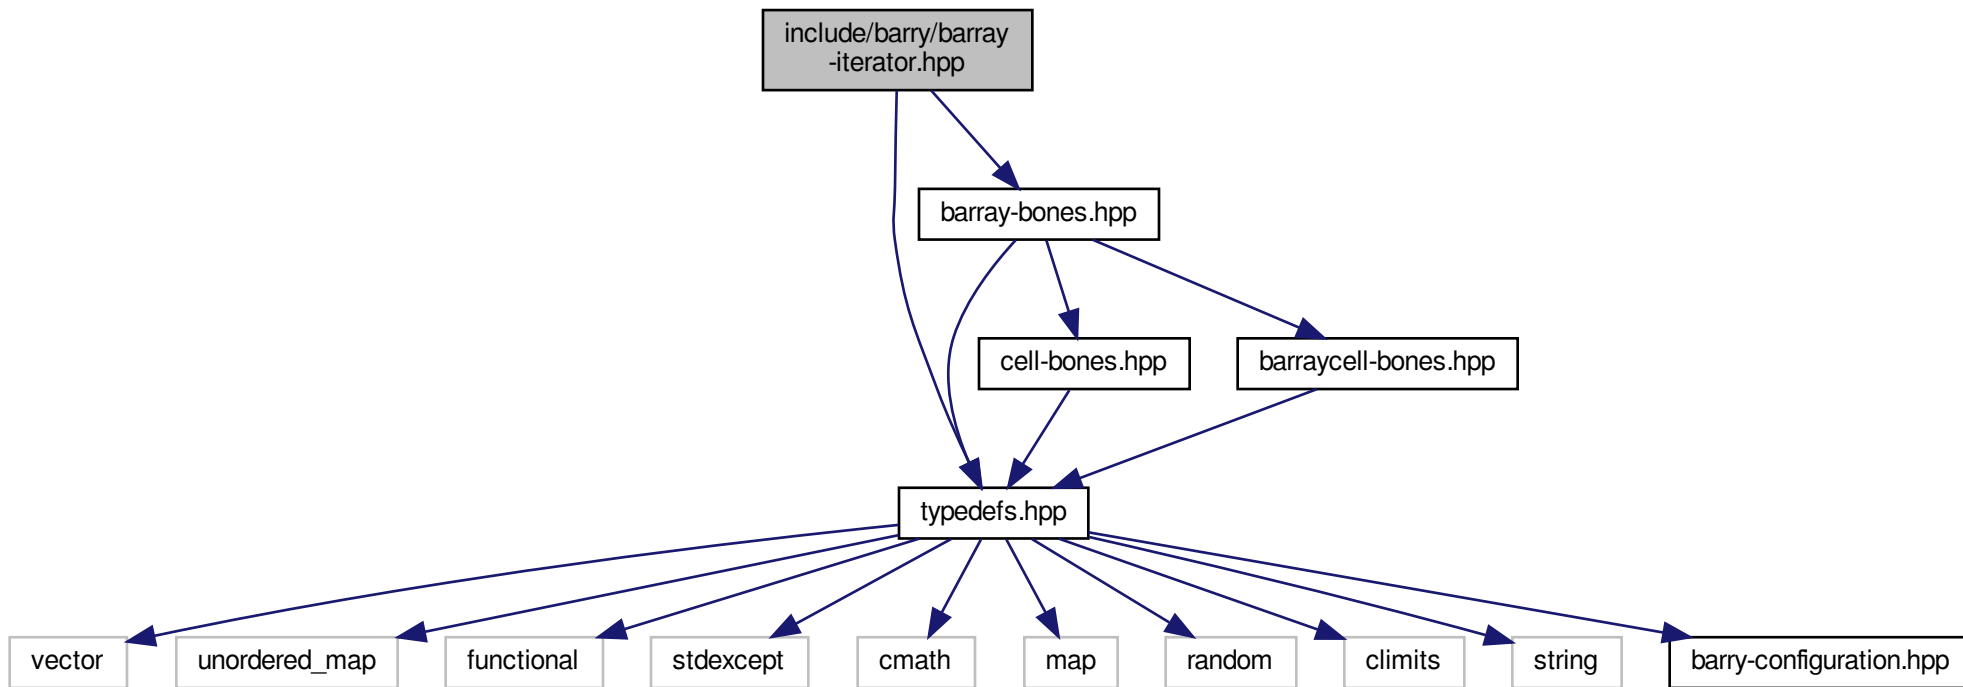 include/barry/barray
-iterator.hpp
barray-bones.hpp
cell-bones.hpp
barraycell-bones.hpp
typedefs.hpp
vector
unordered_map
functional
stdexcept
cmath
map
random
climits
string
barry-configuration.hpp